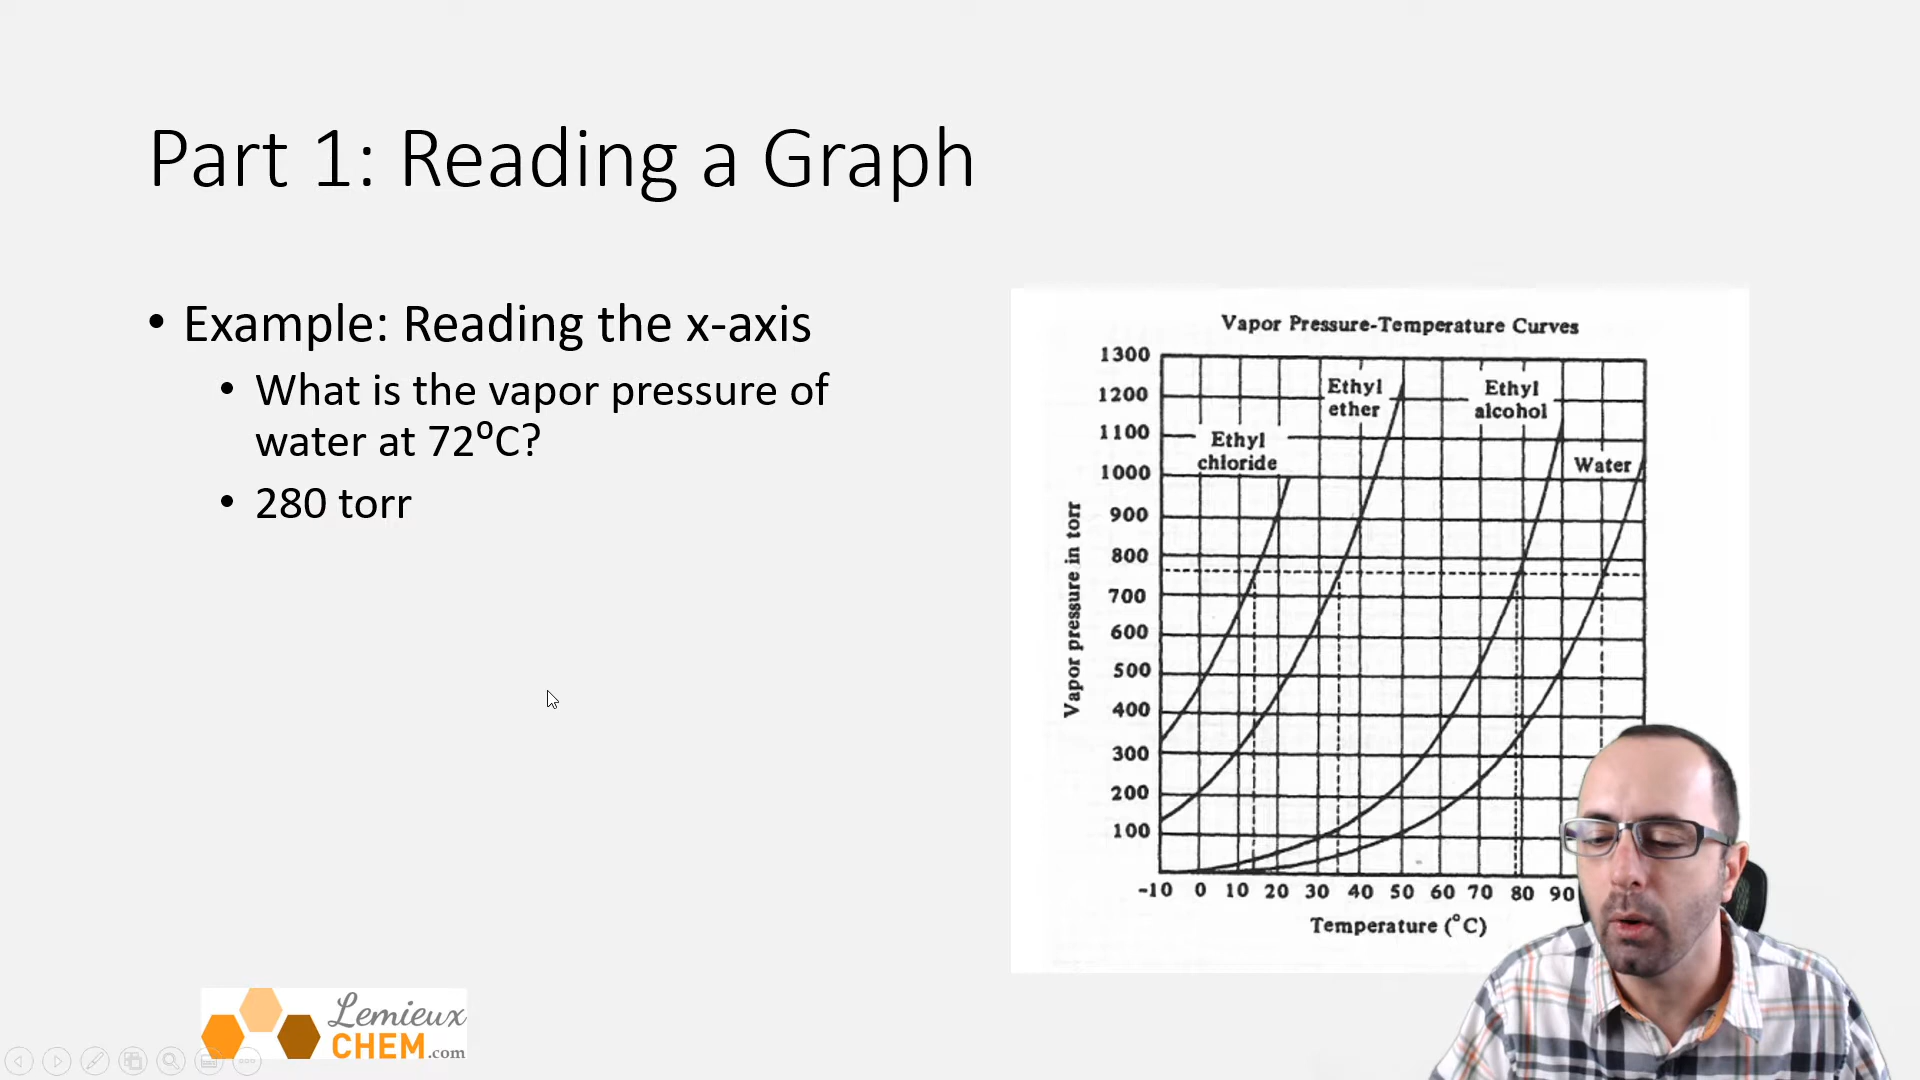 Part 1: Reading a Graph
• Example: Reading the x-axis
• What is the vapor pressure of
water at 72⁰C?
• 280 torr
Vapor Pressure-Temperature Curves
1300
1200
1100
1000
900
800
700
600
500
400
300
200
100
Vapor pressure in torr
Ethyl
chloride
Ethyl
ether
Ethyl
alcohol
Water
-10 0 10 20 30 40 50 60 70 80 90
Temperature (°C)
Lemieux
CHEM.com